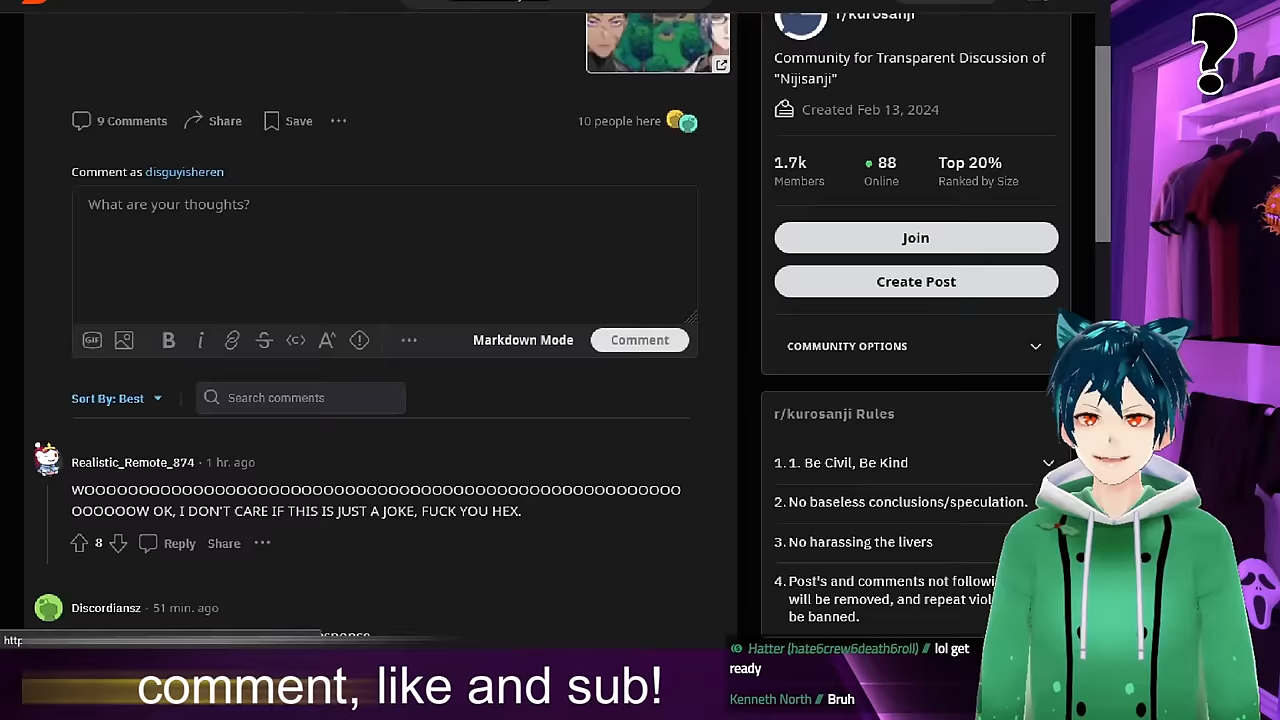 r/kurosanji
Community for Transparent Discussion of
"Nijisanji"
Created Feb 13, 2024
9 Comments
Share
Save
10 people here
1.7k
88
Top 20%
Members
Online
Ranked by Size
Comment as disguyisheren
What are your thoughts?
Join
Create Post
GIF
B
i
Markdown Mode
Comment
COMMUNITY OPTIONS
Sort By: Best
Search comments
r/kurosanji Rules
1. 1. Be Civil, Be Kind
2. No baseless conclusions/speculation.
3. No harassing the livers
4. Post's and comments not followi
will be removed, and repeat viol
be banned.
Realistic_Remote_874 · 1 hr. ago
WOOOOOOOOOOOOOOOOOOOOOOOOOOOOOOOOOOOOOOOOO
OOOOOOW OK, I DON'T CARE IF THIS IS JUST A JOKE, FUCK YOU HEX.
8
Reply
Share
Discordiansz · 51 min. ago
http
Hatter (hate6crew6death6roll) // lol get
ready
Kenneth North // Bruh
comment, like and sub!
?